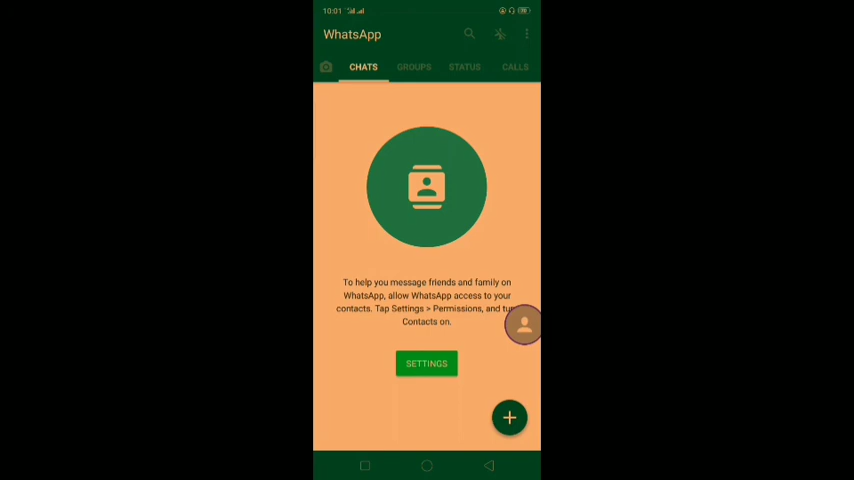 10:01
WhatsApp
CHATS GROUPS STATUS CALLS
To help you message friends and family on
WhatsApp, allow WhatsApp access to your
contacts. Tap Settings > Permissions, and
Contacts on.
SETTINGS